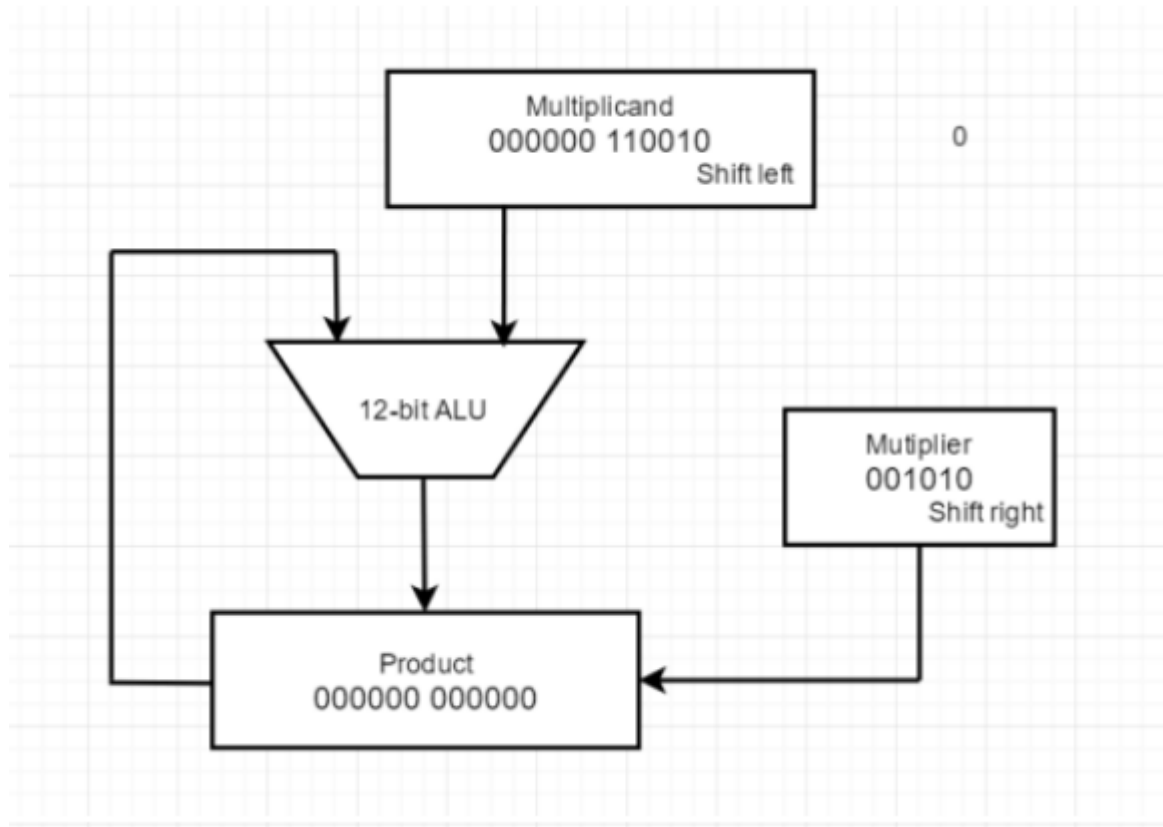 Multiplicand
000000 110010
Shift left
0
12-bit ALU
Mutiplier
001010
Shift right
Product
000000 000000